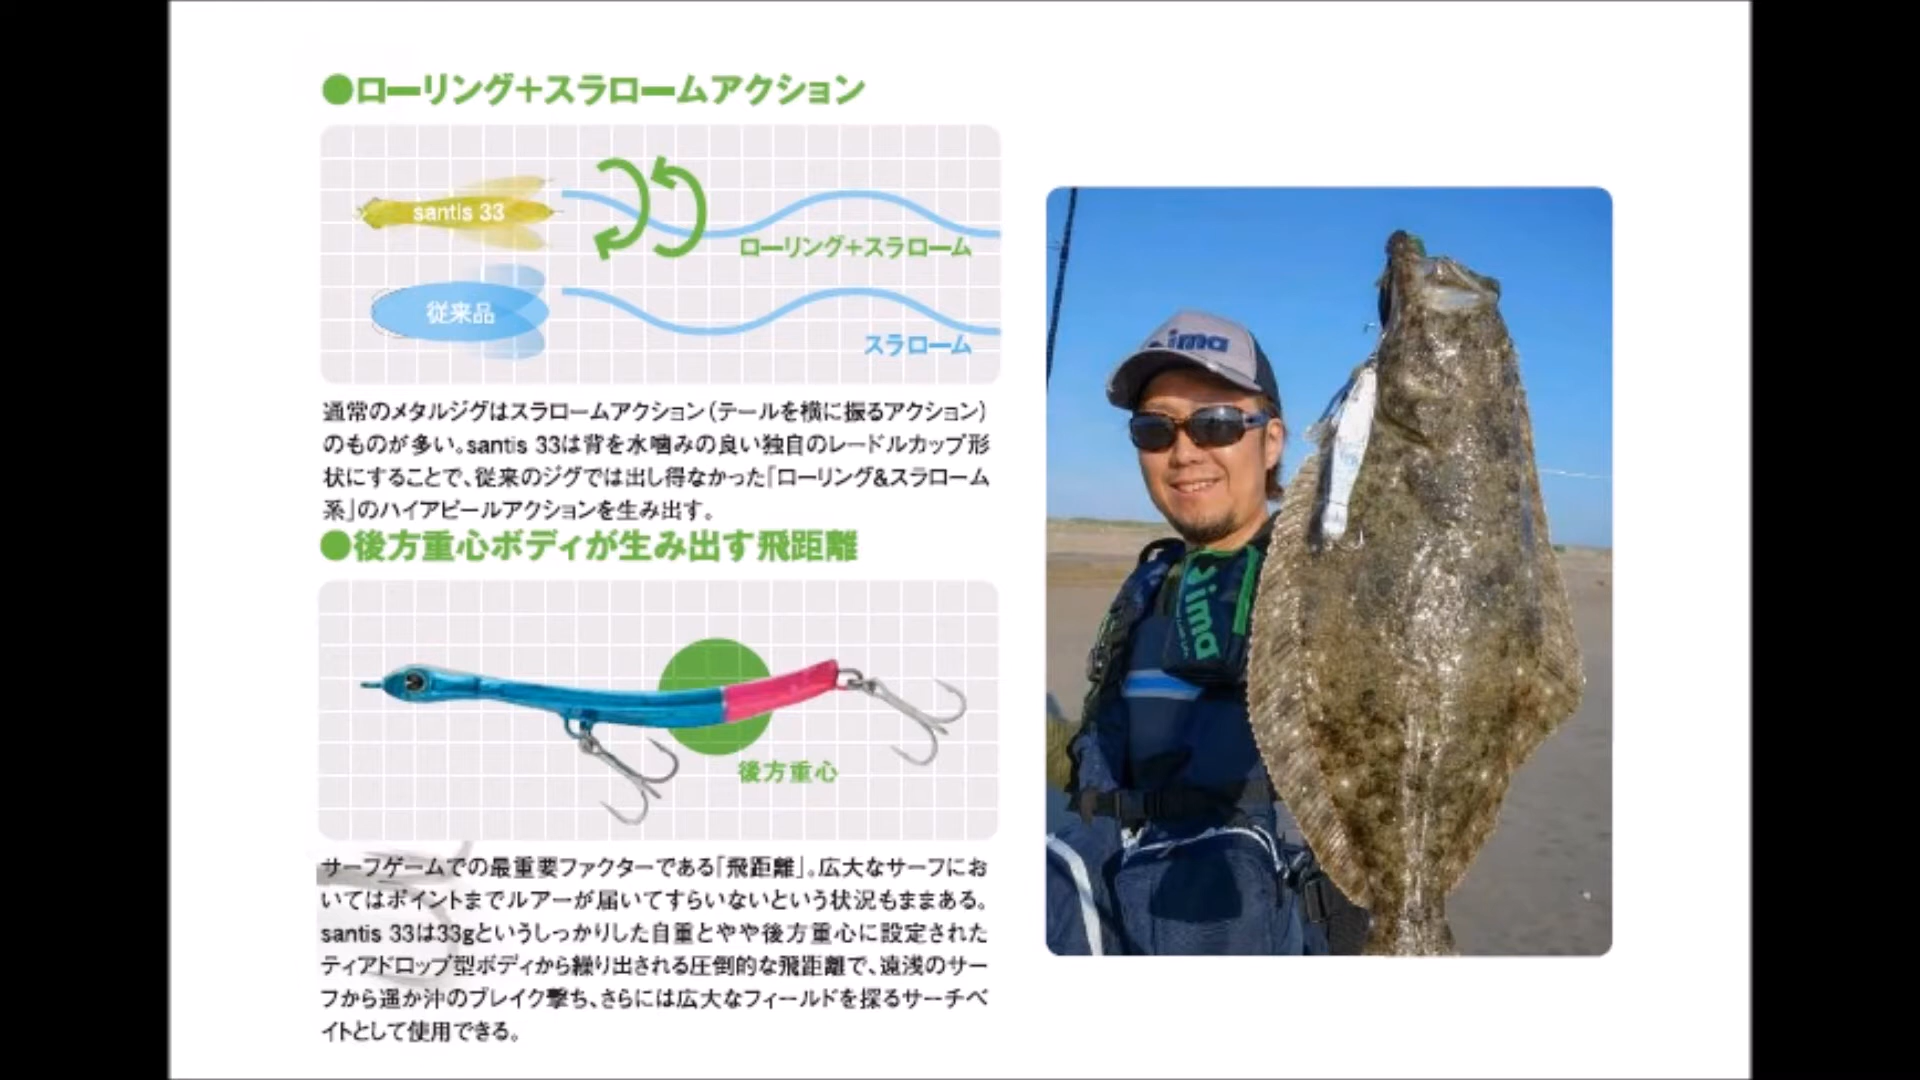 ●ローリング＋スラロームアクション
santis 33
ローリング＋スラローム
従来品
スラローム
通常のメタルジグはスラロームアクション（テールを横に振るアクション）
のものが多い。santis 33は背を水噛みの良い独自のレードルカップ形
状にすることで、従来のジグでは出し得なかった「ローリング&スラローム
系」のハイアピールアクションを生み出す。
●後方重心ボディが生み出す飛距離
後方重心
サーフゲームでの最重要ファクターである「飛距離」。広大なサーフにお
いてはポイントまでルアーが届いてすらいないという状況もままある。
santis 33は33gというしっかりした自重とやや後方重心に設定された
ティアドロップ型ボディから繰り出される圧倒的な飛距離で、遠浅のサー
フから遥か沖のブレイク撃ち、さらには広大なフィールドを探るサーチベ
イトとして使用できる。
ima
ima